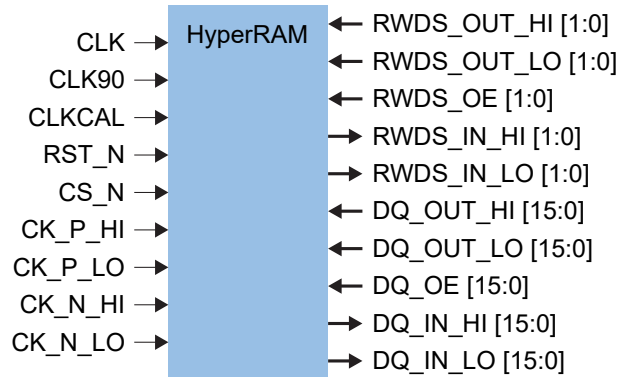 HyperRAM
CLK
CLK90
CLKCAL
RST_N
CS_N
CK_P_HI
CK_P_LO
CK_N_HI
CK_N_LO
RWDS_OUT_HI [1:0]
RWDS_OUT_LO [1:0]
RWDS_OE [1:0]
RWDS_IN_HI [1:0]
RWDS_IN_LO [1:0]
DQ_OUT_HI [15:0]
DQ_OUT_LO [15:0]
DQ_OE [15:0]
DQ_IN_HI [15:0]
DQ_IN_LO [15:0]